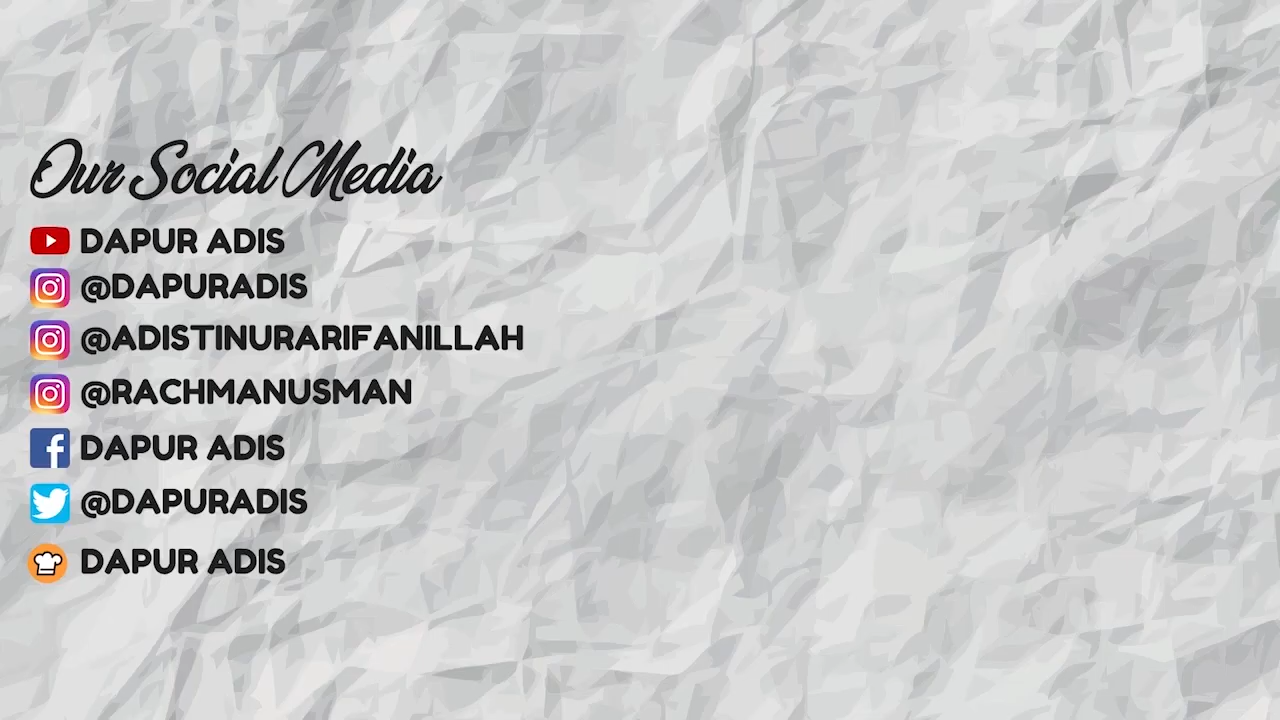 Our Social Media
DAPUR ADIS
@DAPURADIS
@ADISTINURARIFANILLAH
@RACHMANUSMAN
DAPUR ADIS
@DAPURADIS
DAPUR ADIS